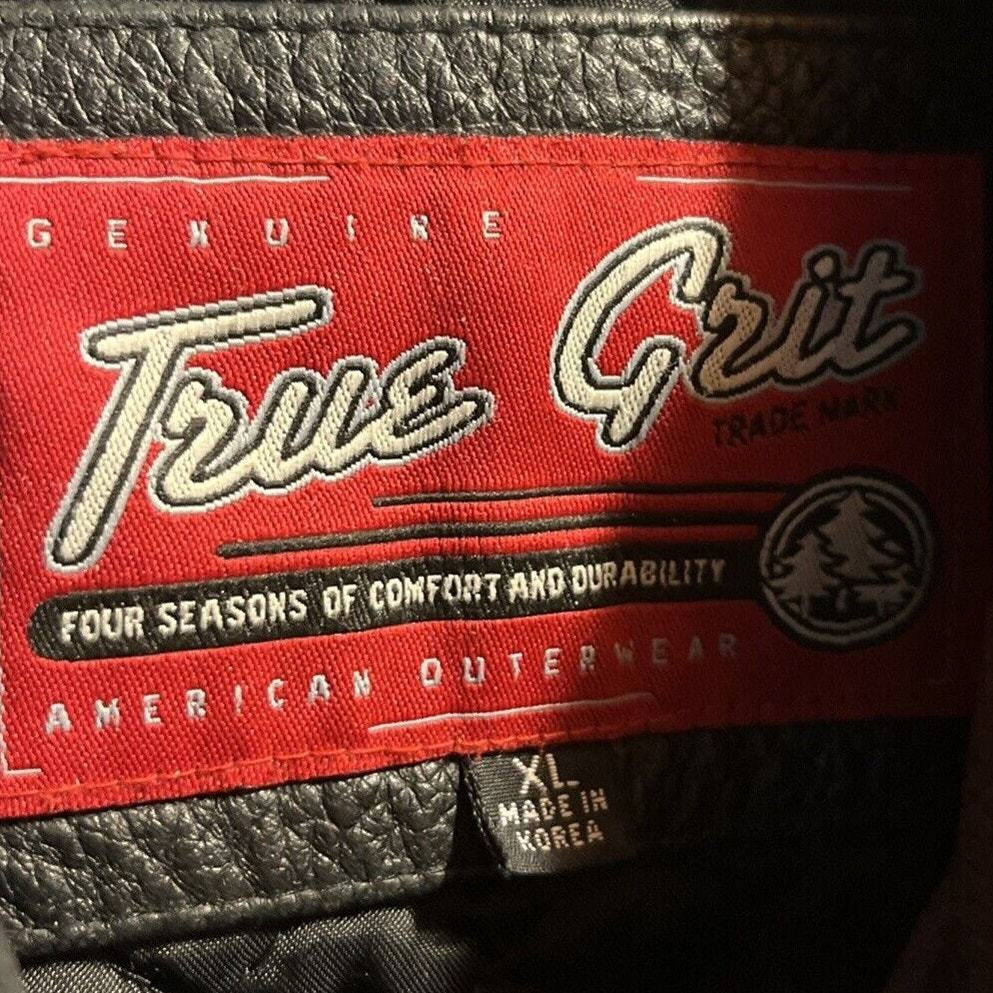 GENUINE
True Grit
TRADE MARK
FOUR SEASONS OF COMFORT AND DURABILITY
AMERICAN OUTERWEAR
XL
MADE IN
KOREA